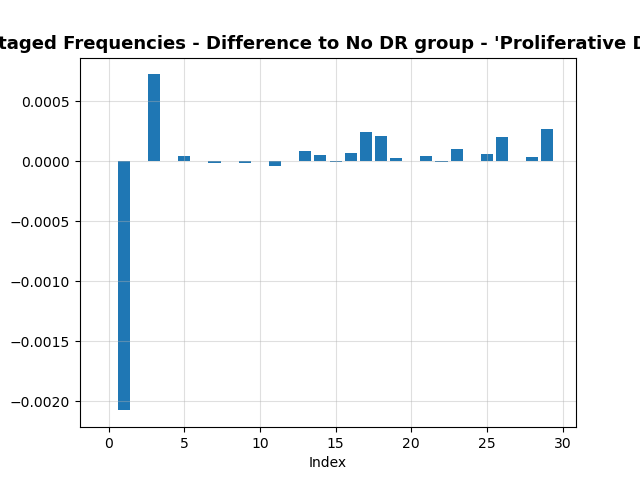 taged Frequencies - Difference to No DR group - 'Proliferative D
0.0005
0.0000
−0.0005
−0.0010
−0.0015
−0.0020
0 5 10 15 20 25 30
Index